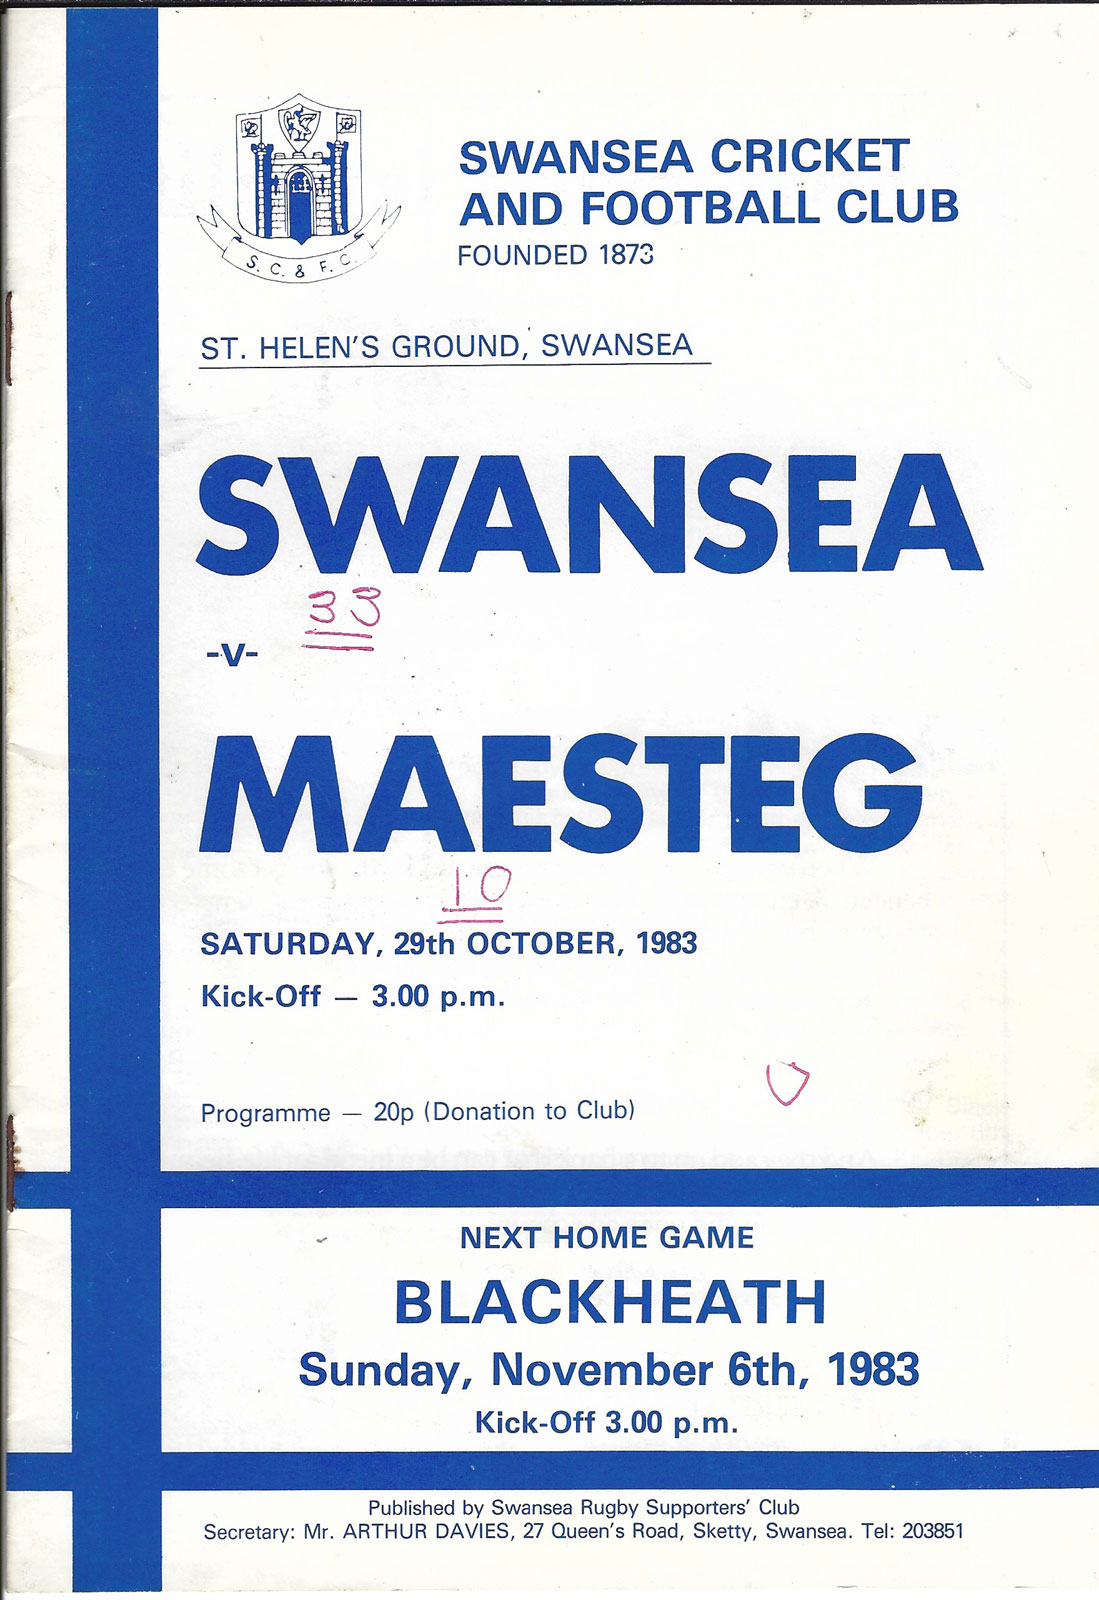 S. C. & F. C.
SWANSEA CRICKET
AND FOOTBALL CLUB
FOUNDED 1873
ST. HELEN'S GROUND, SWANSEA
SWANSEA
33
-v-
MAESTEG
10
SATURDAY, 29th OCTOBER, 1983
Kick-Off — 3.00 p.m.
Programme — 20p (Donation to Club)
NEXT HOME GAME
BLACKHEATH
Sunday, November 6th, 1983
Kick-Off 3.00 p.m.
Published by Swansea Rugby Supporters' Club
Secretary: Mr. ARTHUR DAVIES, 27 Queen's Road, Sketty, Swansea. Tel: 203851